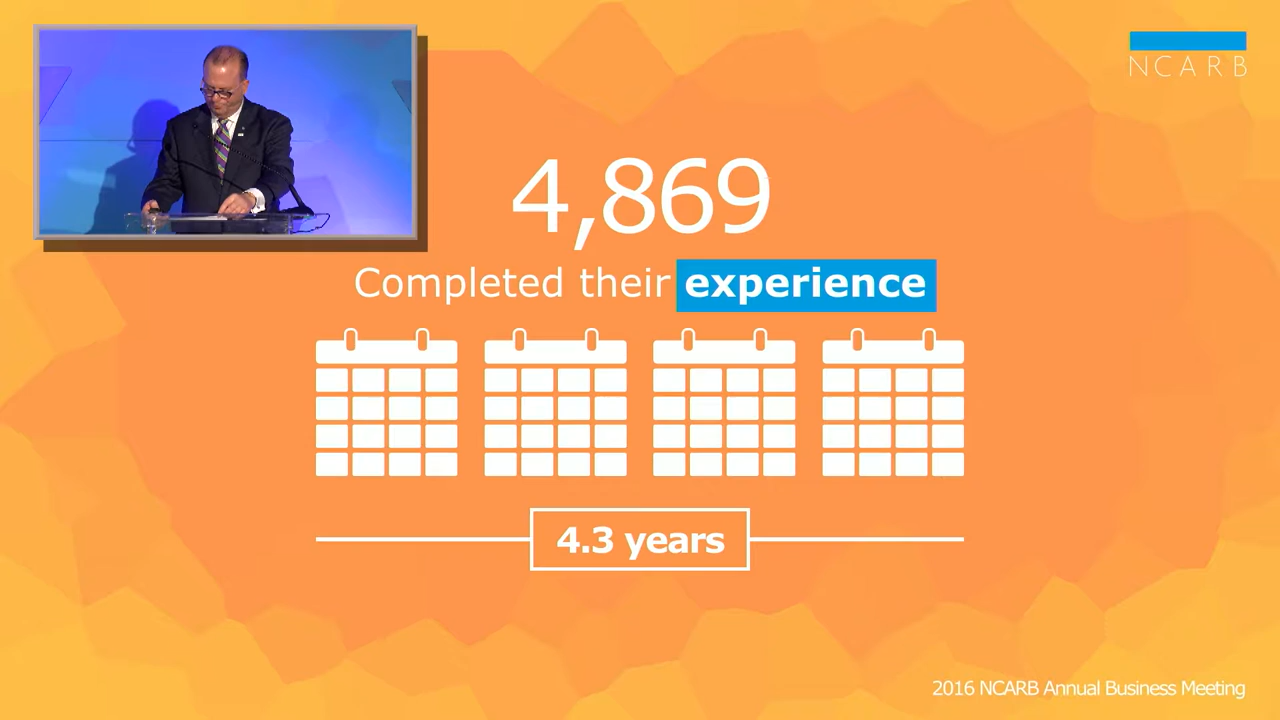 NCARB
4,869
Completed their experience
4.3 years
2016 NCARB Annual Business Meeting